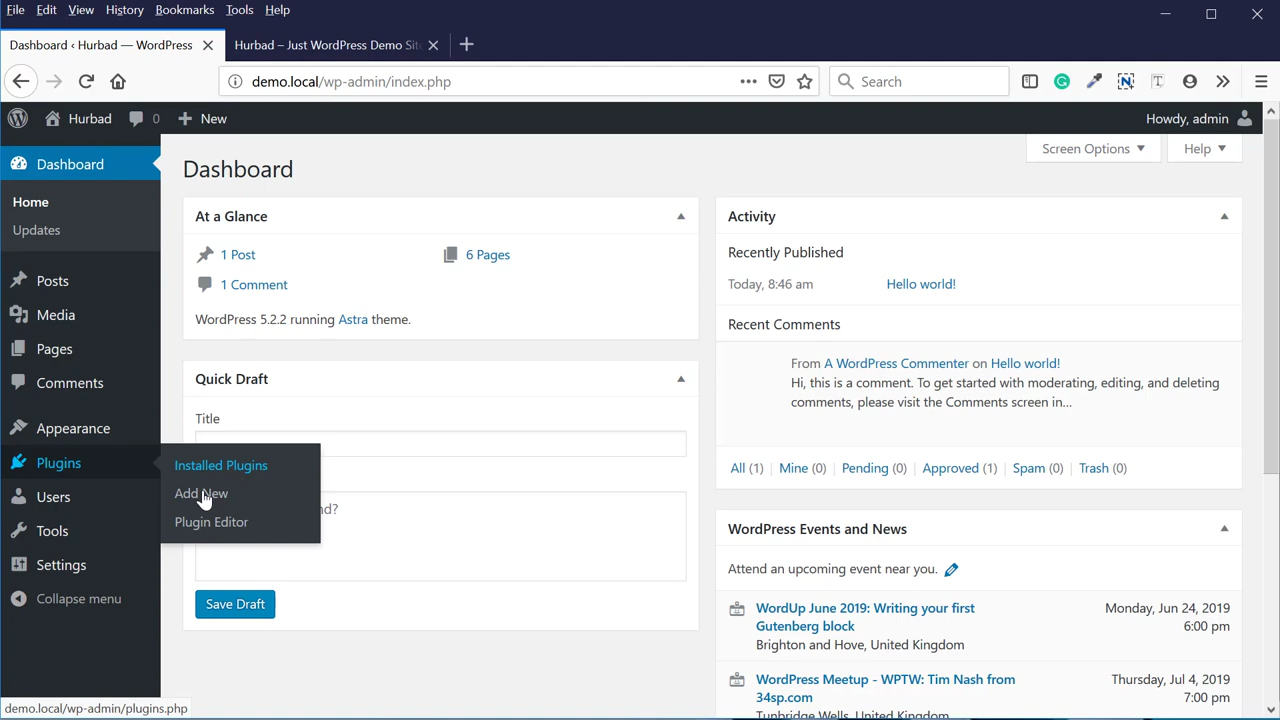 File Edit View History Bookmarks Tools Help
Dashboard ‹ Hurbad — WordPress
Hurbad – Just WordPress Demo Sit
demo.local/wp-admin/index.php
Search
Hurbad
0
New
Howdy, admin
Dashboard
Home
Updates
Posts
Media
Pages
Comments
Appearance
Plugins
Users
Tools
Settings
Collapse menu
Installed Plugins
Add New
Plugin Editor
Screen Options
Help
Dashboard
At a Glance
1 Post
6 Pages
1 Comment
WordPress 5.2.2 running Astra theme.
Quick Draft
Title
Save Draft
Activity
Recently Published
Today, 8:46 am
Hello world!
Recent Comments
From A WordPress Commenter on Hello world!
Hi, this is a comment. To get started with moderating, editing, and deleting
comments, please visit the Comments screen in...
All (1) | Mine (0) | Pending (0) | Approved (1) | Spam (0) | Trash (0)
WordPress Events and News
Attend an upcoming event near you.
WordUp June 2019: Writing your first
Gutenberg block
Brighton and Hove, United Kingdom
Monday, Jun 24, 2019
6:00 pm
WordPress Meetup - WPTW: Tim Nash from
34sp.com
Tunbridge Wells, United Kingdom
Thursday, Jul 4, 2019
7:00 pm
demo.local/wp-admin/plugins.php